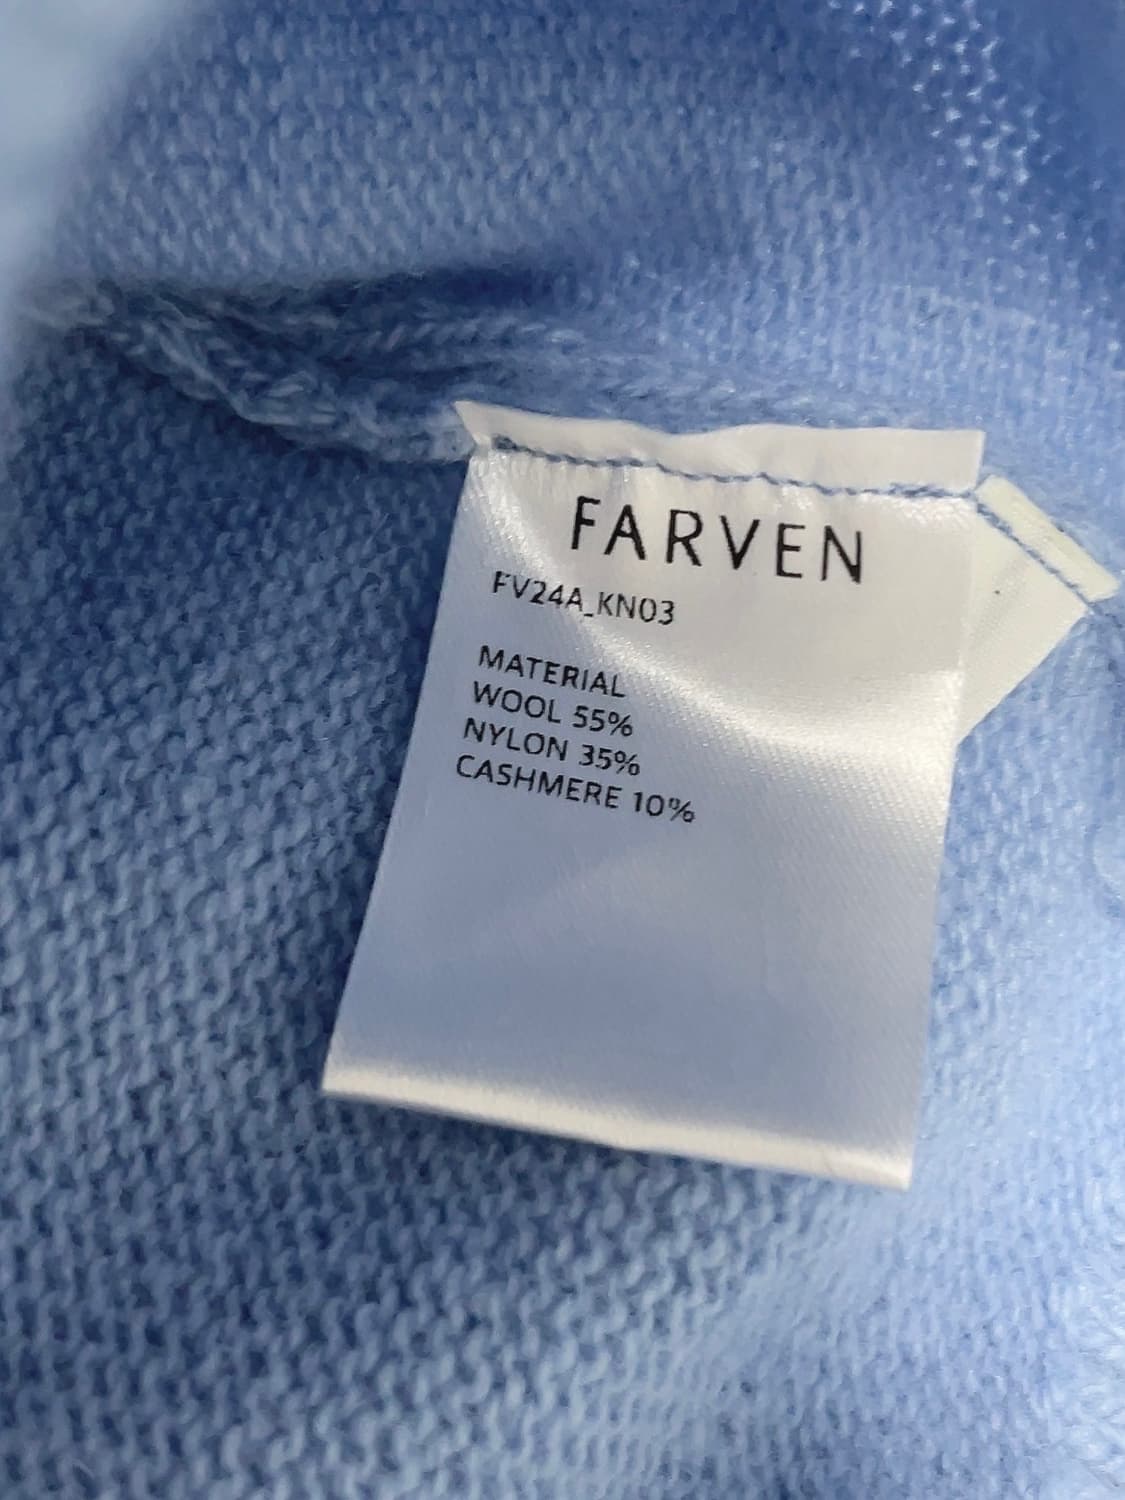 FARVEN
FV24A_KN03
MATERIAL
WOOL 55%
NYLON 35%
CASHMERE 10%